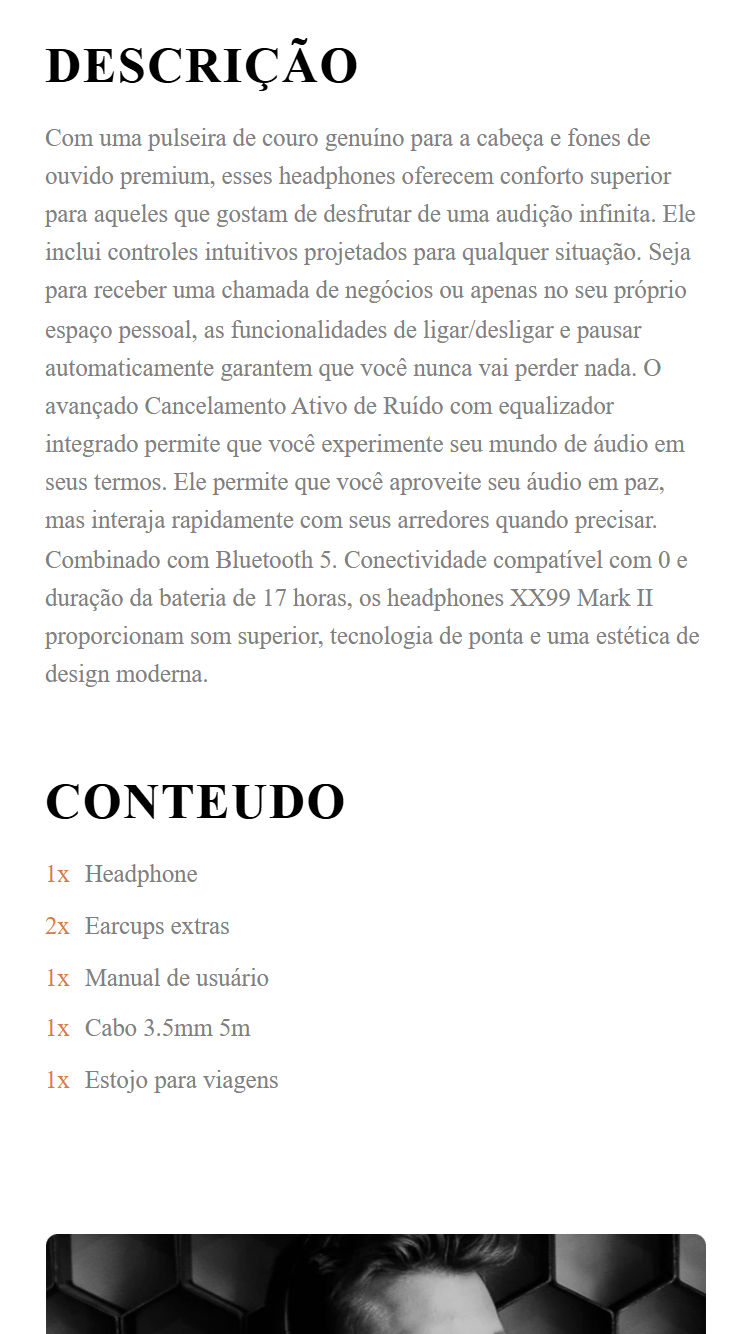 DESCRIÇÃO
Com uma pulseira de couro genuíno para a cabeça e fones de
ouvido premium, esses headphones oferecem conforto superior
para aqueles que gostam de desfrutar de uma audição infinita. Ele
inclui controles intuitivos projetados para qualquer situação. Seja
para receber uma chamada de negócios ou apenas no seu próprio
espaço pessoal, as funcionalidades de ligar/desligar e pausar
automaticamente garantem que você nunca vai perder nada. O
avançado Cancelamento Ativo de Ruído com equalizador
integrado permite que você experimente seu mundo de áudio em
seus termos. Ele permite que você aproveite seu áudio em paz,
mas interaja rapidamente com seus arredores quando precisar.
Combinado com Bluetooth 5. Conectividade compatível com 0 e
duração da bateria de 17 horas, os headphones XX99 Mark II
proporcionam som superior, tecnologia de ponta e uma estética de
design moderna.
CONTEUDO
1x Headphone
2x Earcups extras
1x Manual de usuário
1x Cabo 3.5mm 5m
1x Estojo para viagens